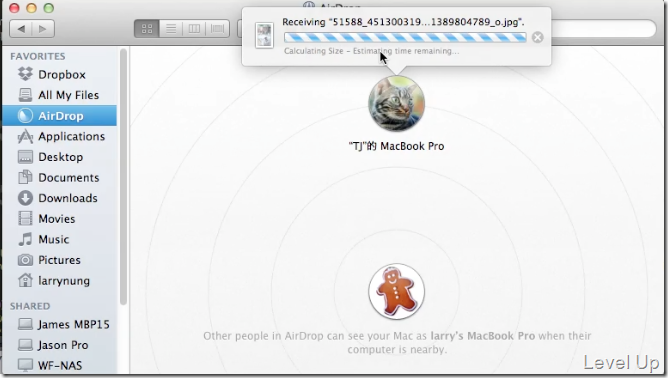 AirDrop
Receiving "51588_451300319...1389804789_o.jpg".
Calculating Size – Estimating time remaining...
FAVORITES
Dropbox
All My Files
AirDrop
Applications
Desktop
Documents
Downloads
Movies
Music
Pictures
larrynung
SHARED
James MBP15
Jason Pro
WF-NAS
"TJ"的 MacBook Pro
Other people in AirDrop can see your Mac as larry's MacBook Pro when their
computer is nearby.
Level Up